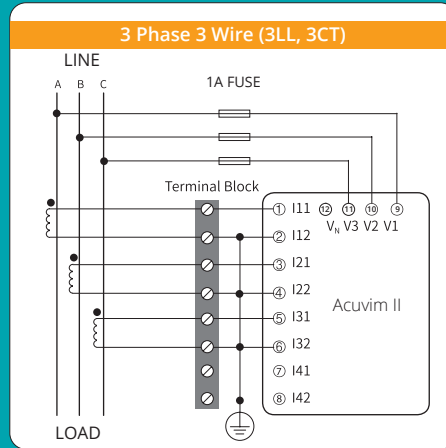 3 Phase 3 Wire (3LL, 3CT)
LINE
A B C
1A FUSE
Terminal Block
① I11 ⑫ ⑪ ⑩ ⑨
V_N V3 V2 V1
② I12
③ I21
④ I22
Acuvim II
⑤ I31
⑥ I32
⑦ I41
⑧ I42
LOAD